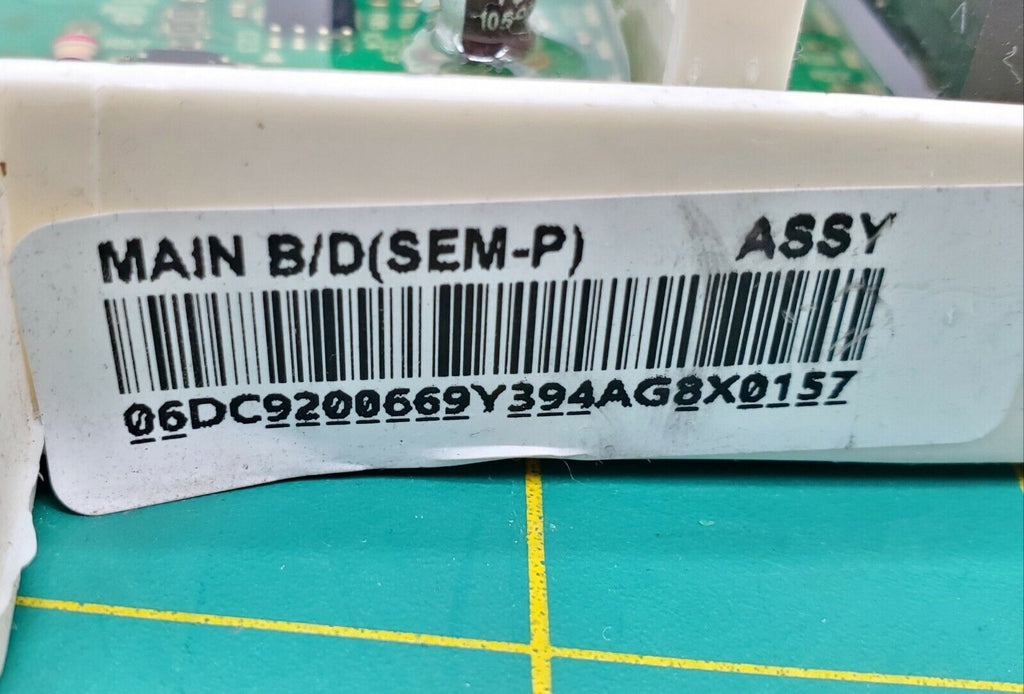 MAIN B/D(SEM-P) ASSY
06DC9200669Y394AG8X0157